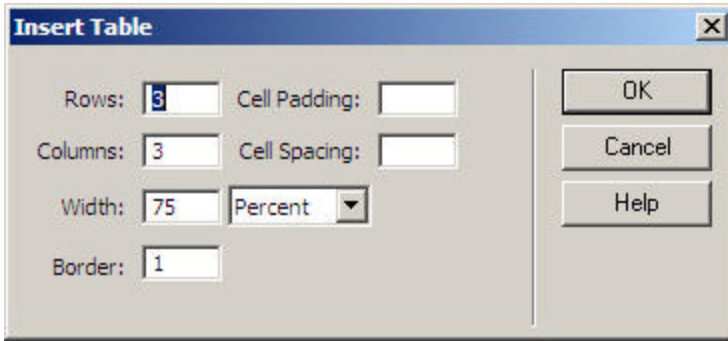 Insert Table
Rows: 3 Cell Padding: OK
Columns: 3 Cell Spacing: Cancel
Width: 75 Percent Help
Border: 1